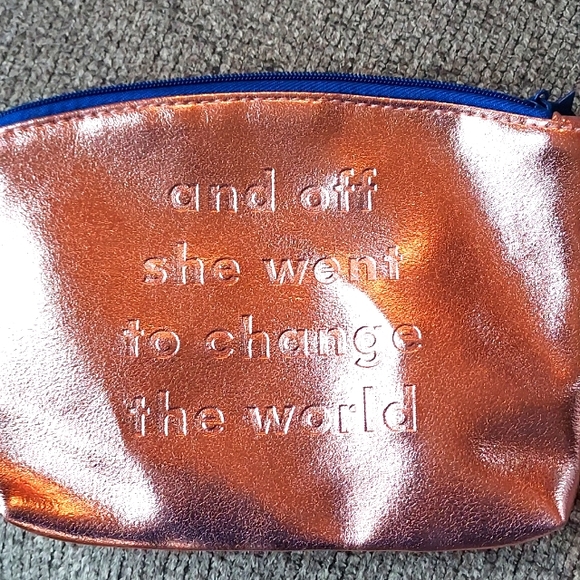 and off
she went
to change
the world